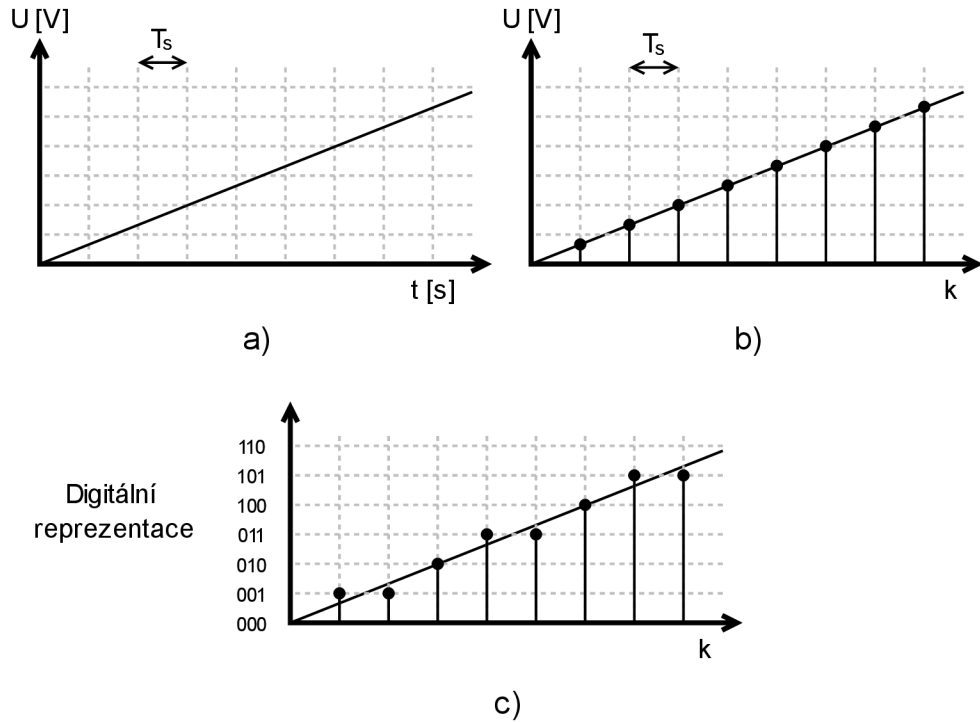 U [V]
Ts
t [s]
a)
U [V]
Ts
k
b)
Digitální
reprezentace
110
101
100
011
010
001
000
k
c)